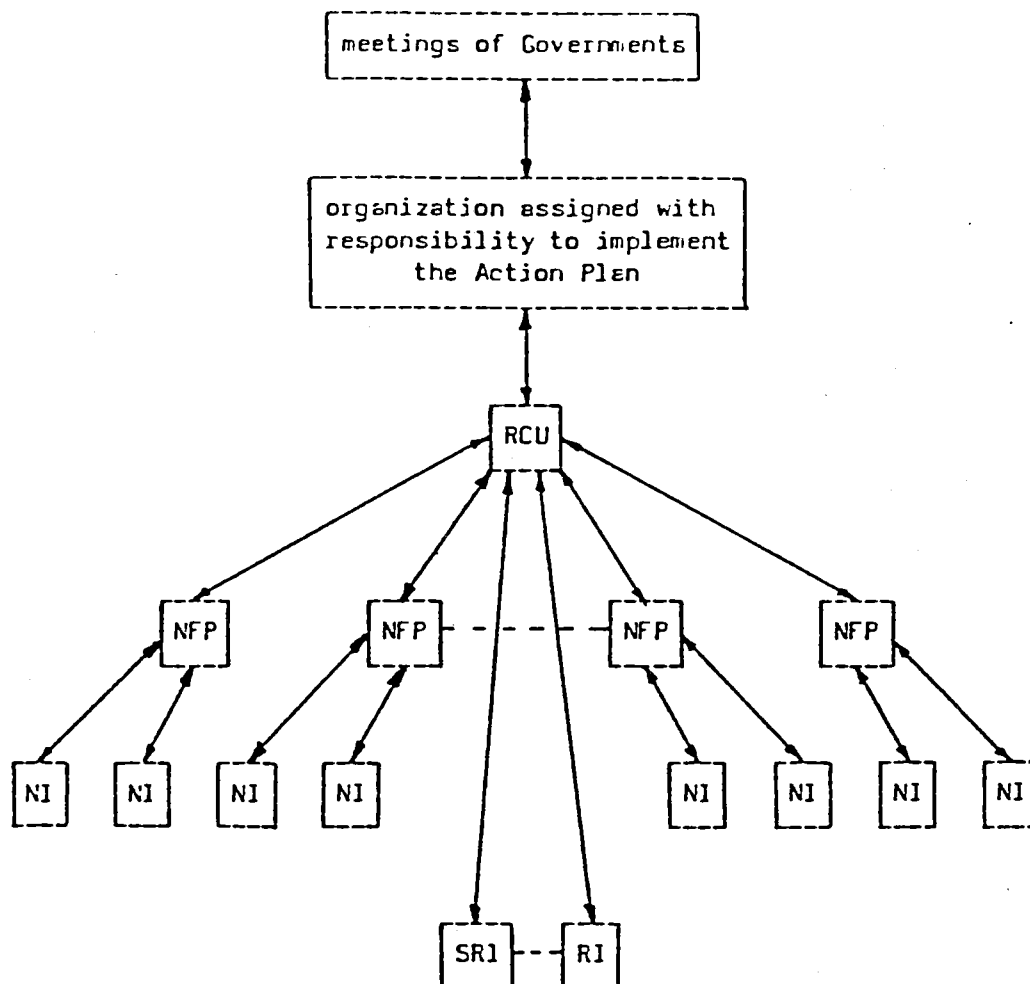 meetings of Governments
organization assigned with
responsibility to implement
the Action Plan
RCU
NFP NFP NFP NFP
NI NI NI NI NI NI NI NI
SRI RI